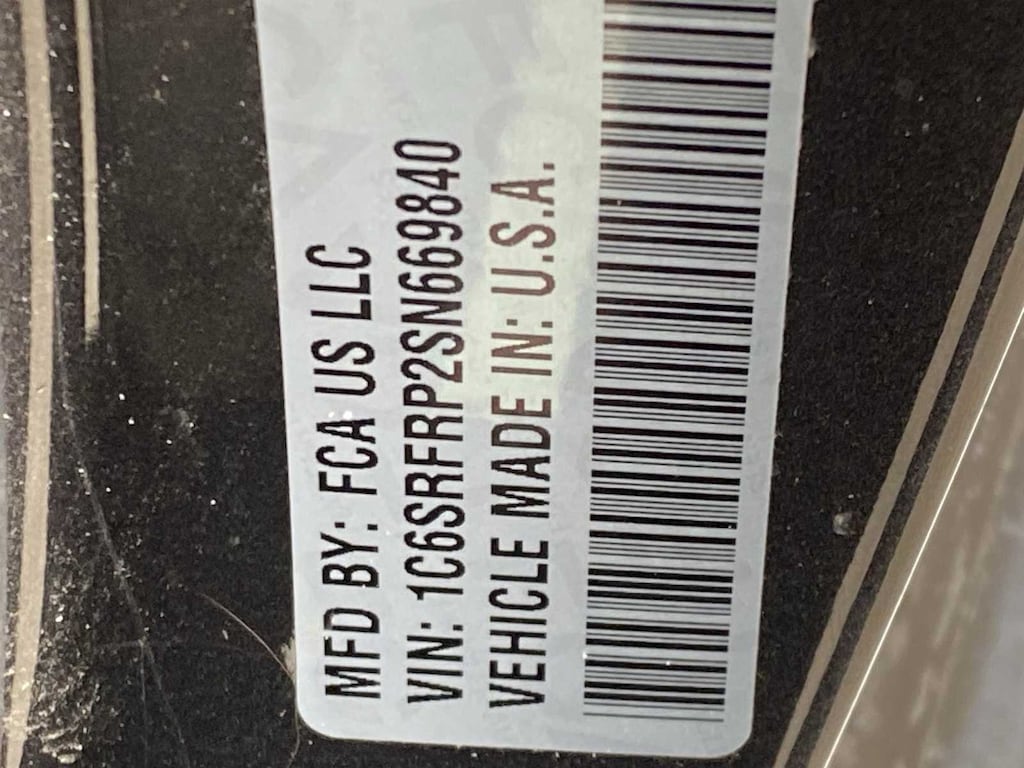 MFD BY: FCA US LLC
VIN: 1C6SRFRP2SN669840
VEHICLE MADE IN: U.S.A.